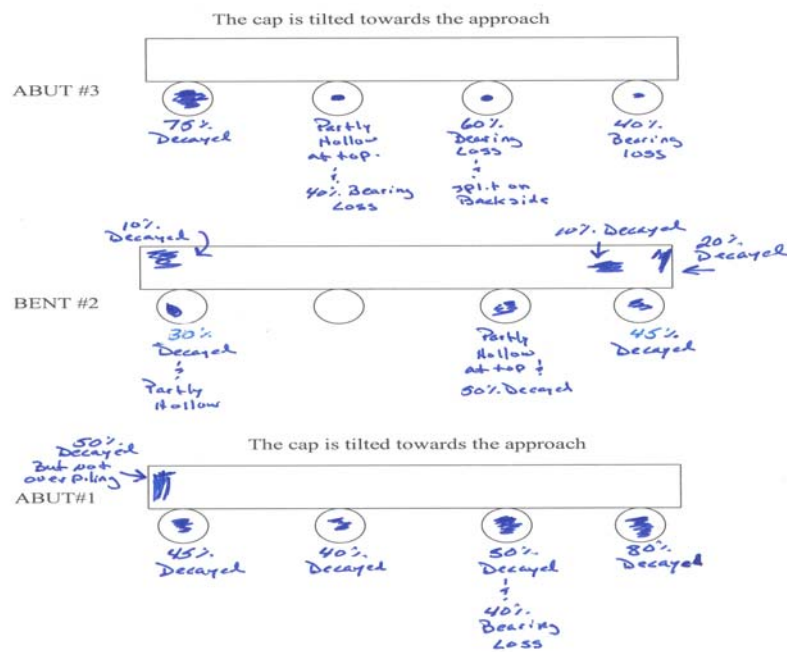 The cap is tilted towards the approach
ABUT #3
75% Decayed
Partly Hollow at top. & 40% Bearing Loss
60% Bearing Loss & split on Backside
40% Bearing loss
10% Decayed
10% Decayed
20% Decayed
BENT #2
30% Decayed & Partly Hollow
Partly Hollow at top & 50% Decayed
45% Decayed
The cap is tilted towards the approach
50% Decayed But not over piling
ABUT#1
45% Decayed
40% Decayed
50% Decayed & 40% Bearing Loss
80% Decayed